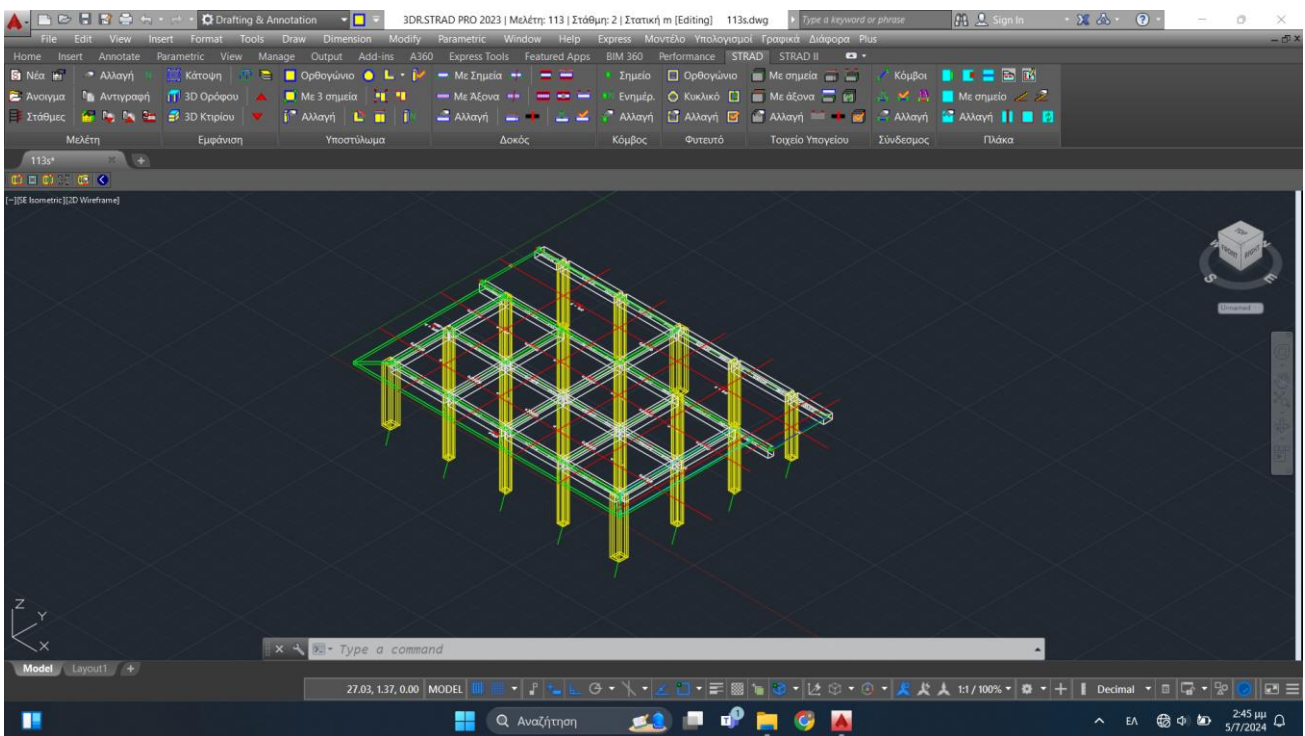 Drafting & Annotation 3DR.STRAD PRO 2023 | Μελέτη: 113 | Στάθμη: 2 | Στατική m [Editing] 113s.dwg Type a keyword or phrase Sign In
File Edit View Insert Format Tools Draw Dimension Modify Parametric Window Help Express Μοντέλο Υπολογισμοί Γραφικά Διάφορα Plus
Home Insert Annotate Parametric View Manage Output Add-ins A360 Express Tools Featured Apps BIM 360 Performance STRAD STRAD II
Νέα Αλλαγή Κάτοψη Ορθογώνιο Με Σημεία Σημείο Ορθογώνιο Με σημεία Κόμβοι
Άνοιγμα Αντιγραφή 3D Ορόφου Με 3 σημεία Με Άξονα Ενημέρ. Κυκλικό Με άξονα Με σημείο
Στάθμες 3D Κτιρίου Αλλαγή Αλλαγή Αλλαγή Αλλαγή Αλλαγή Αλλαγή Αλλαγή
Μελέτη Εμφάνιση Υποστύλωμα Δοκός Κόμβος Φυτευτό Τοιχείο Υπογείου Σύνδεσμος Πλάκα
113s*
[−][SE Isometric][2D Wireframe]
TOP
FRONT RIGHT
S E
Unnamed
Z
Y
X
Type a command
Model Layout1
27.03, 1.37, 0.00 MODEL 1:1 / 100% Decimal
Αναζήτηση ΕΛ 2:45 μμ
5/7/2024